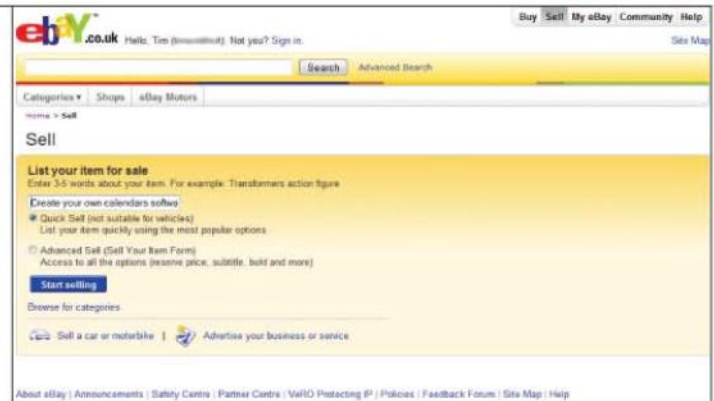 Buy Sell My eBay Community Help
ebY .co.uk Hello, Tim Not you? Sign in.
Site Map
Search Advanced Search
Categories ▾ Shops eBay Motors
Home > Sell
Sell
List your item for sale
Enter 3-5 words about your item. For example: Transformers action figure
Create your own calendars softwa
Quick Sell (not suitable for vehicles)
List your item quickly using the most popular options
Advanced Sell (Sell Your Item Form)
Access to all the options (reserve price, subtitle, bold and more)
Start selling
Browse for categories
Sell a car or motorbike | Advertise your business or service
About eBay | Announcements | Safety Centre | Partner Centre | VeRO Protecting IP | Policies | Feedback Forum | Site Map | Help